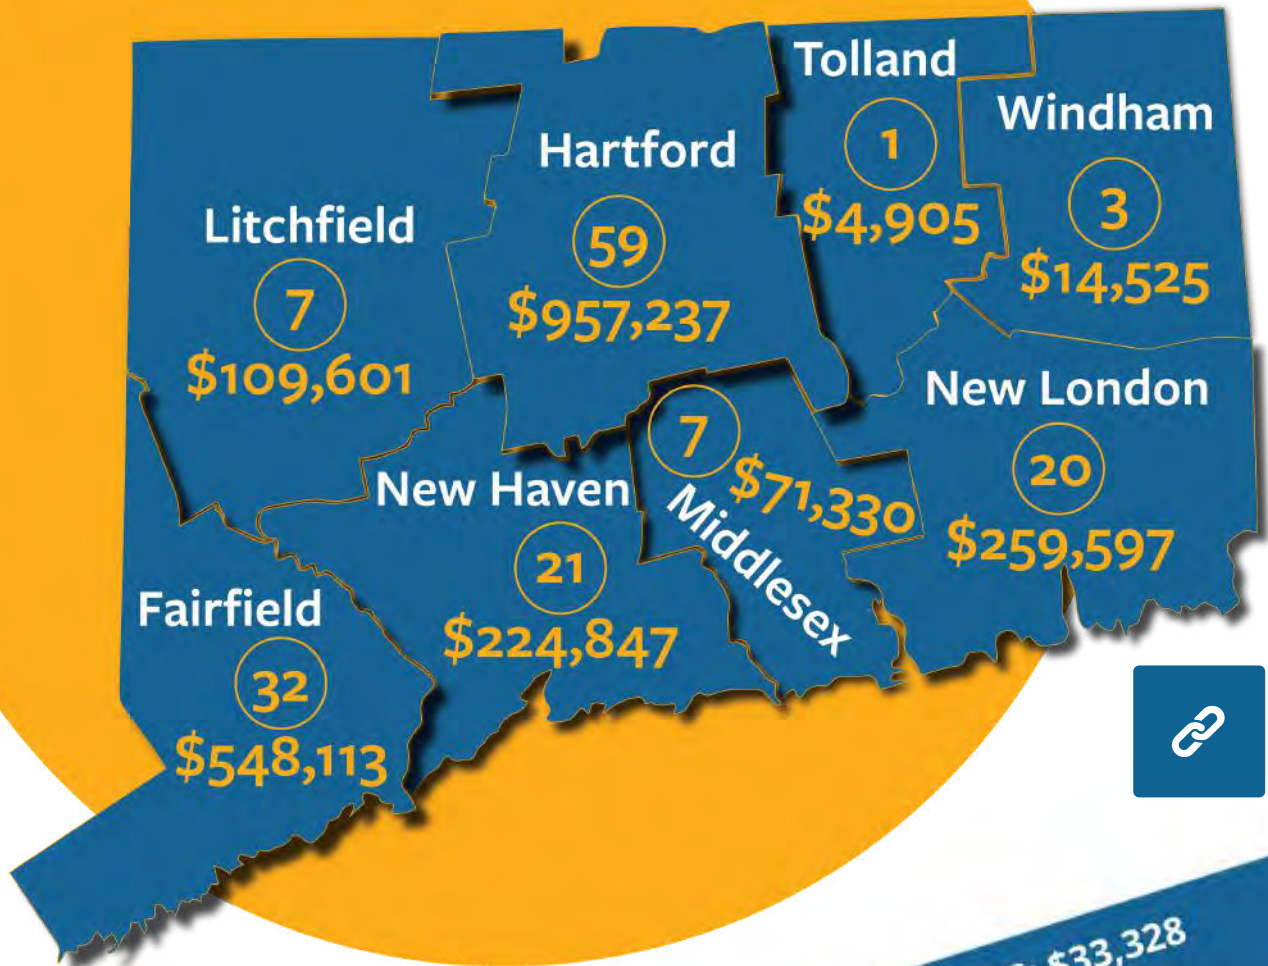 Tolland
1
$4,905
Windham
3
$14,525
Hartford
59
$957,237
Litchfield
7
$109,601
New London
20
$259,597
7
$71,330
Middlesex
New Haven
21
$224,847
Fairfield
32
$548,113
$33,328